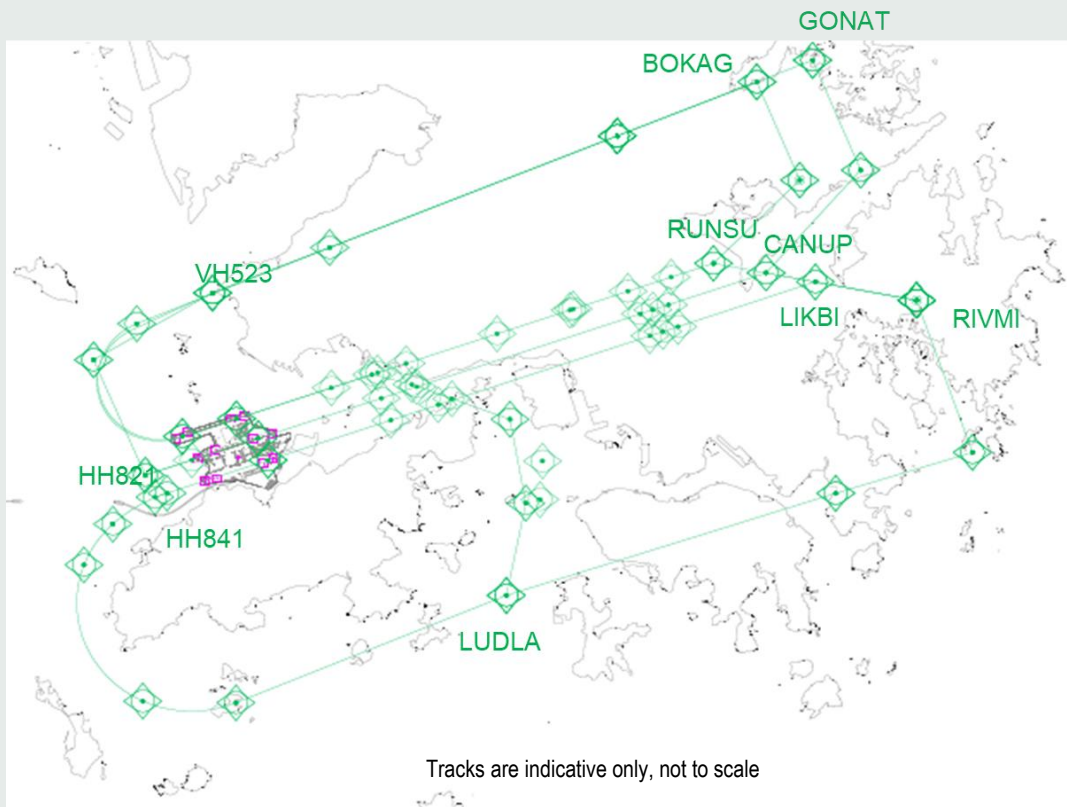 GONAT
BOKAG
RUNSU
CANUP
VH523
LIKBI
RIVMI
HH821
HH841
LUDLA
Tracks are indicative only, not to scale